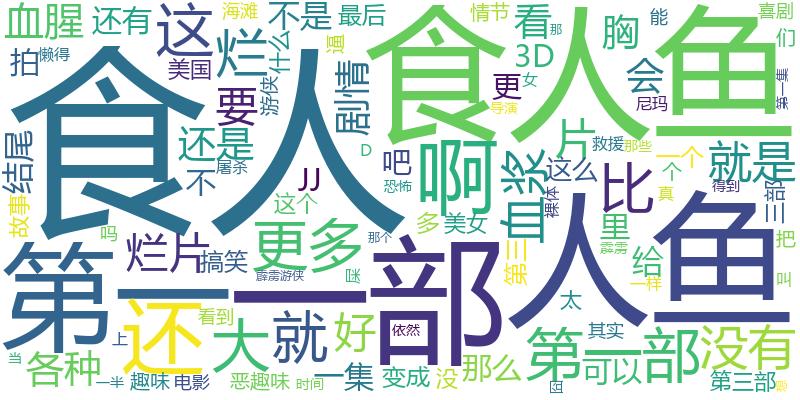 血腥
还有
这
烂
海滩
什么
不是
最后
逼
情节
看
那
能
喜剧
们
拍
懒得
美国
游侠
剧情
食人鱼
3D
胸
女
会
尼玛
第一集
食人
要
更
导演
片
救援
那些
还是
屠杀
不
JJ
D
吧
恐怖
啊
血浆
这么
一个
就是
结尾
故事
这个
多
美女
裸体
比
个
真
得到
三部
吗
烂片
搞笑
更多
那个
第三
人鱼
里
霹雳
给
一样
把
叫
第一
一部
霹雳游侠
还
看到
大
就
好
依然
太
其实
第一部
没有
上
当
各种
一半
趣味
电影
恶趣味
时间
一集
变成
没
那么
可以
第三部